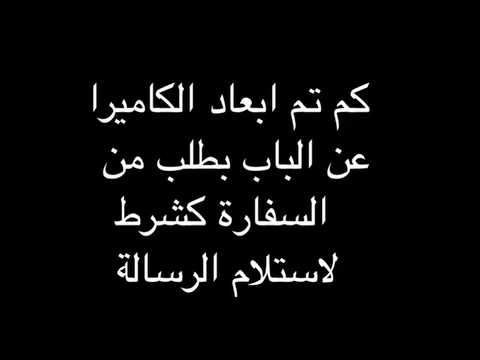 كم تم ابعاد الكاميرا
عن الباب بطلب من
السفارة كشرط
لاستلام الرسالة